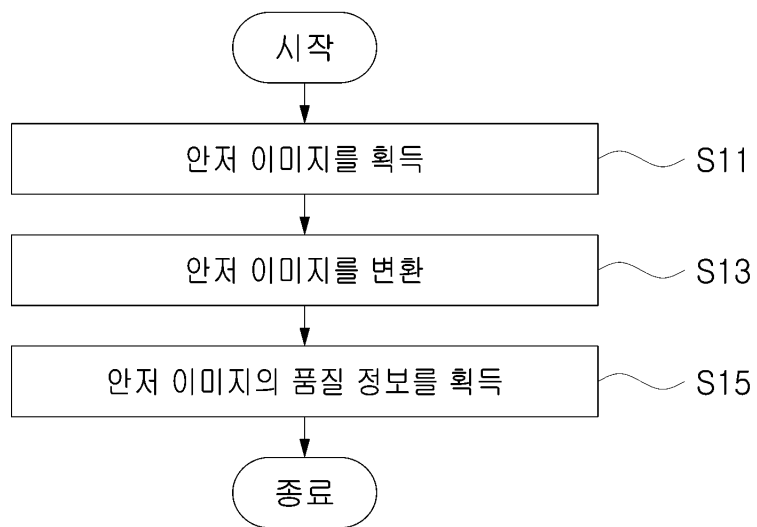 시작
안저 이미지를 획득
S11
안저 이미지를 변환
S13
안저 이미지의 품질 정보를 획득
S15
종료